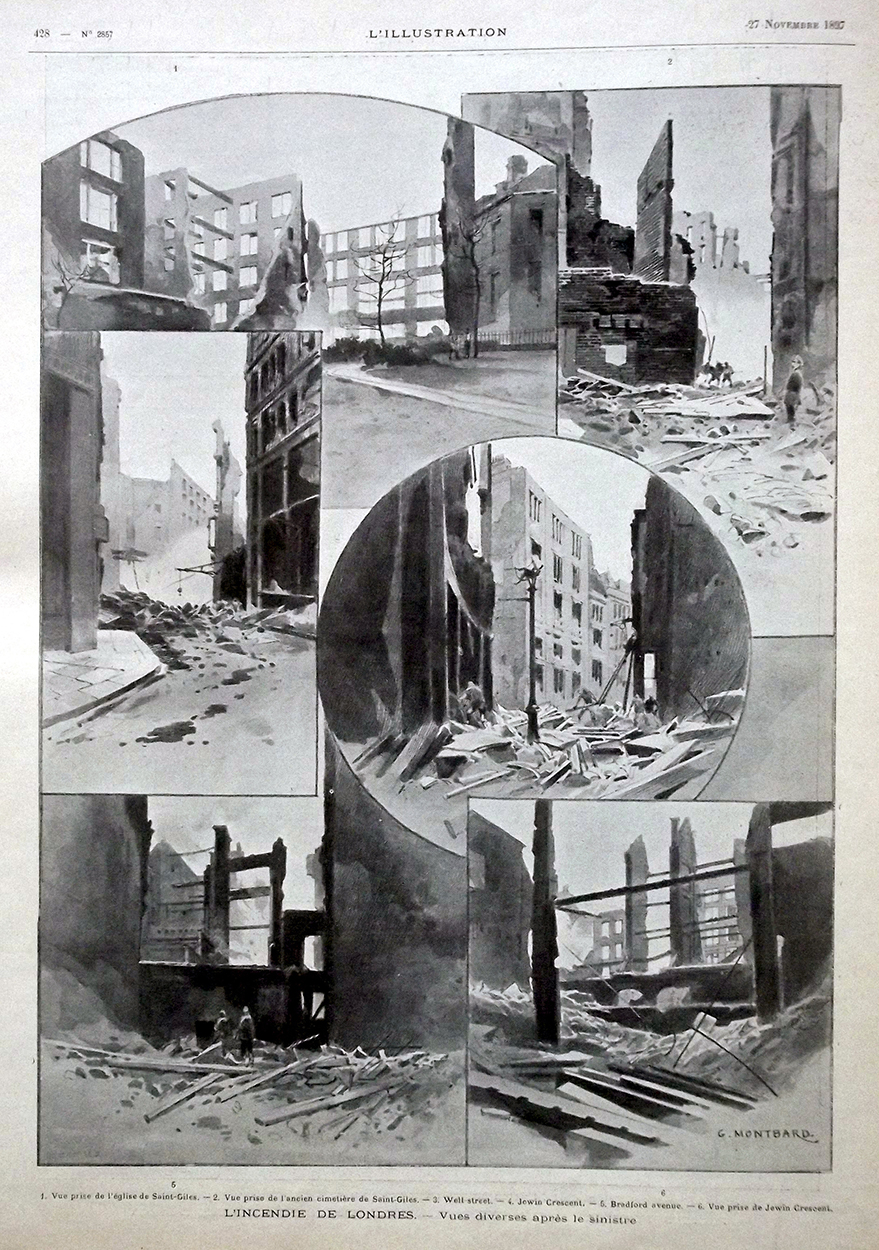 428 — N° 2857
L'ILLUSTRATION
27 NOVEMBRE 1897
1
2
G. MONTBARD.
5
6
1. Vue prise de l'église de Saint-Giles. — 2. Vue prise de l'ancien cimetière de Saint-Giles. — 3. Well street. — 4. Jewin Crescent. — 5. Bradford avenue. — 6. Vue prise de Jewin Crescent.
L'INCENDIE DE LONDRES. — Vues diverses après le sinistre